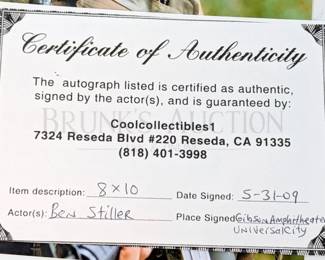 Certificate of Authenticity
The autograph listed is certified as authentic,
signed by the actor(s), and is guaranteed by:
BRUNK'S AUCTION
Coolcollectibles1
7324 Reseda Blvd #220 Reseda, CA 91335
(818) 401-3998
Item description: 8x10 Date Signed: 5-31-09
Actor(s): Ben Stiller Place Signed Gibson Amphitheater
Universal City